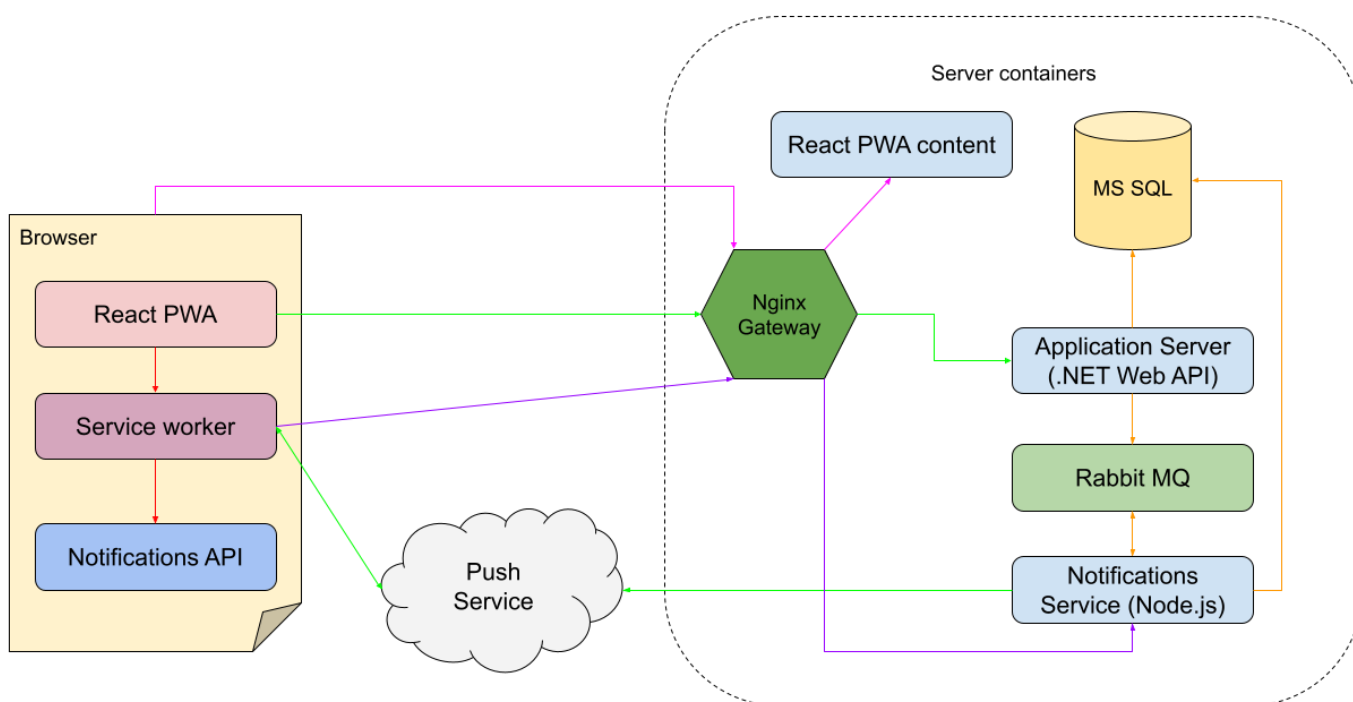 Server containers
React PWA content
MS SQL
Browser
React PWA
Nginx
Gateway
Application Server
(.NET Web API)
Service worker
Rabbit MQ
Notifications API
Push
Service
Notifications
Service (Node.js)